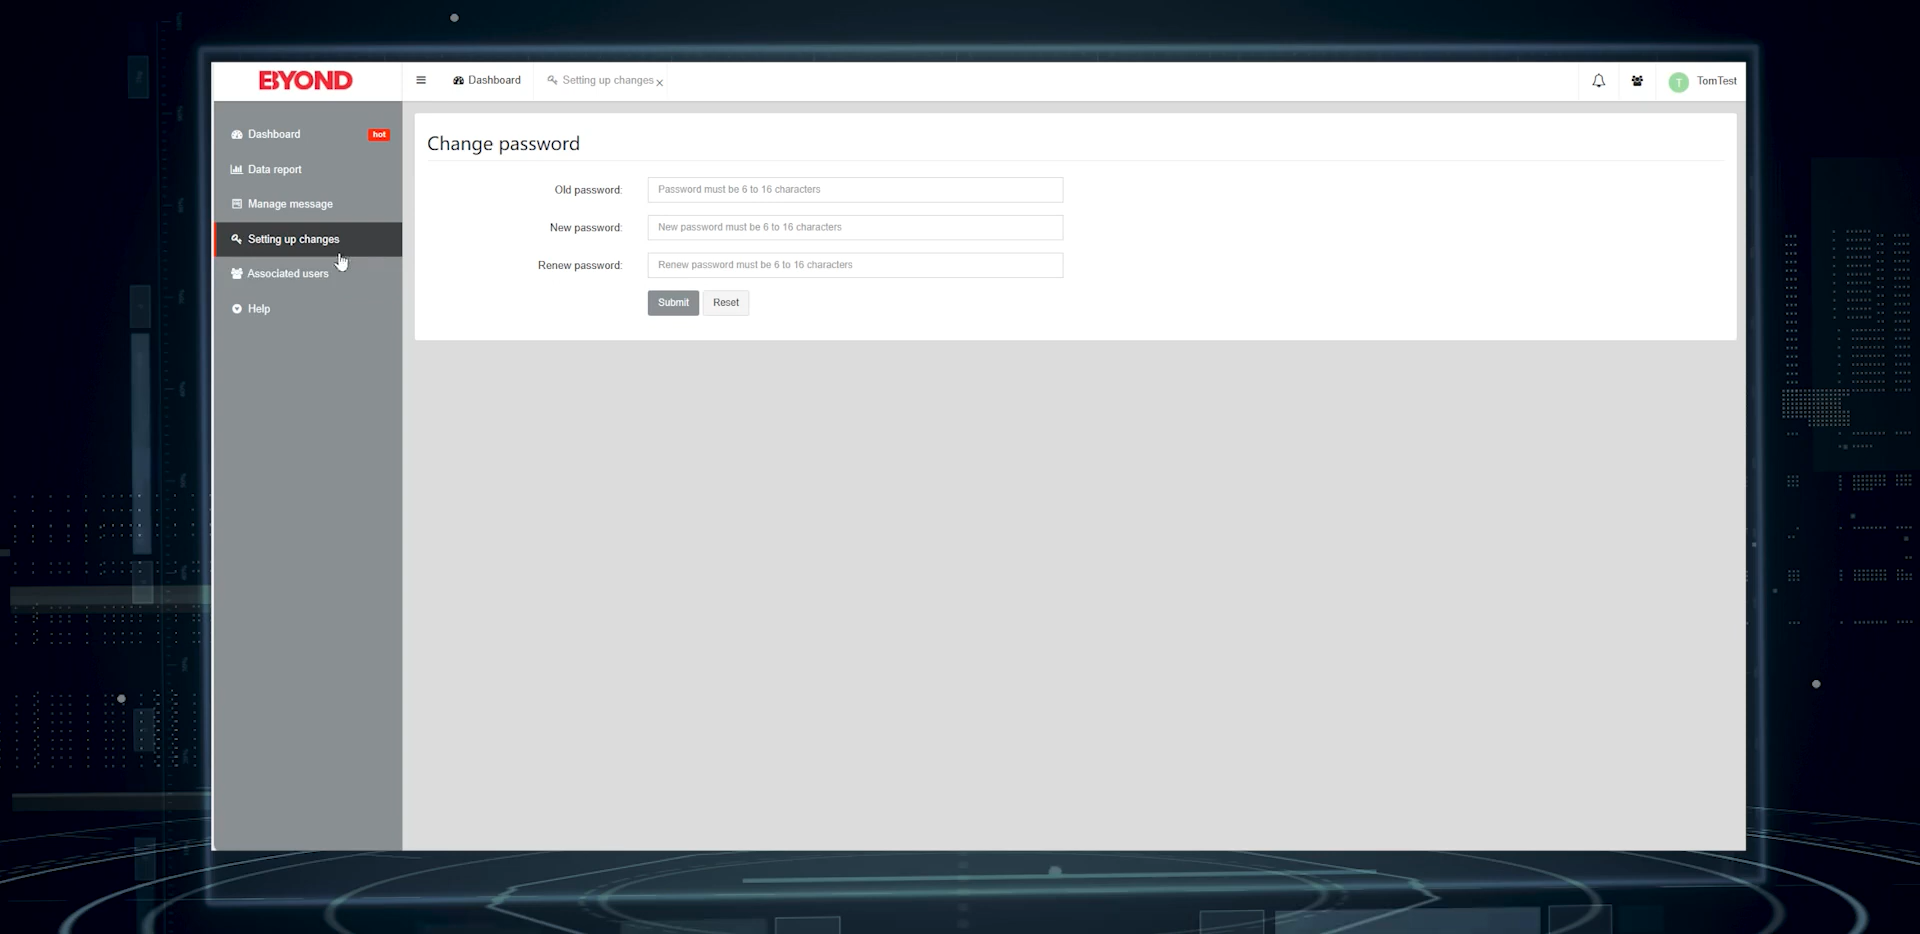 BYOND
Dashboard
Setting up changes ×
T
TomTest
Dashboard
hot
Data report
Manage message
Setting up changes
Associated users
Help
Change password
Old password:
Password must be 6 to 16 characters
New password:
New password must be 6 to 16 characters
Renew password:
Renew password must be 6 to 16 characters
Submit
Reset